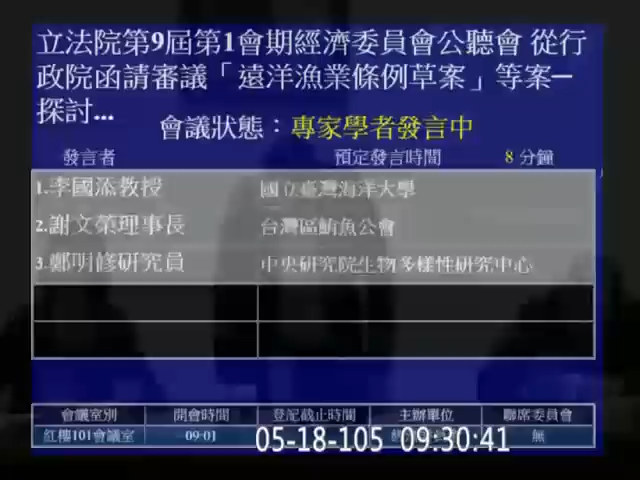 立法院第9屆第1會期經濟委員會公聽會 從行
政院函請審議「遠洋漁業條例草案」等案─
探討...
會議狀態：專家學者發言中
發言者 預定發言時間 8 分鐘
1.李國添教授 國立臺灣海洋大學
2.謝文榮理事長 台灣區鮪魚公會
3.鄭明修研究員 中央研究院生物多樣性研究中心
會議室別 開會時間 登記截止時間 主辦單位 聯席委員會
紅樓101會議室 09:01 無
05-18-105 09:30:41